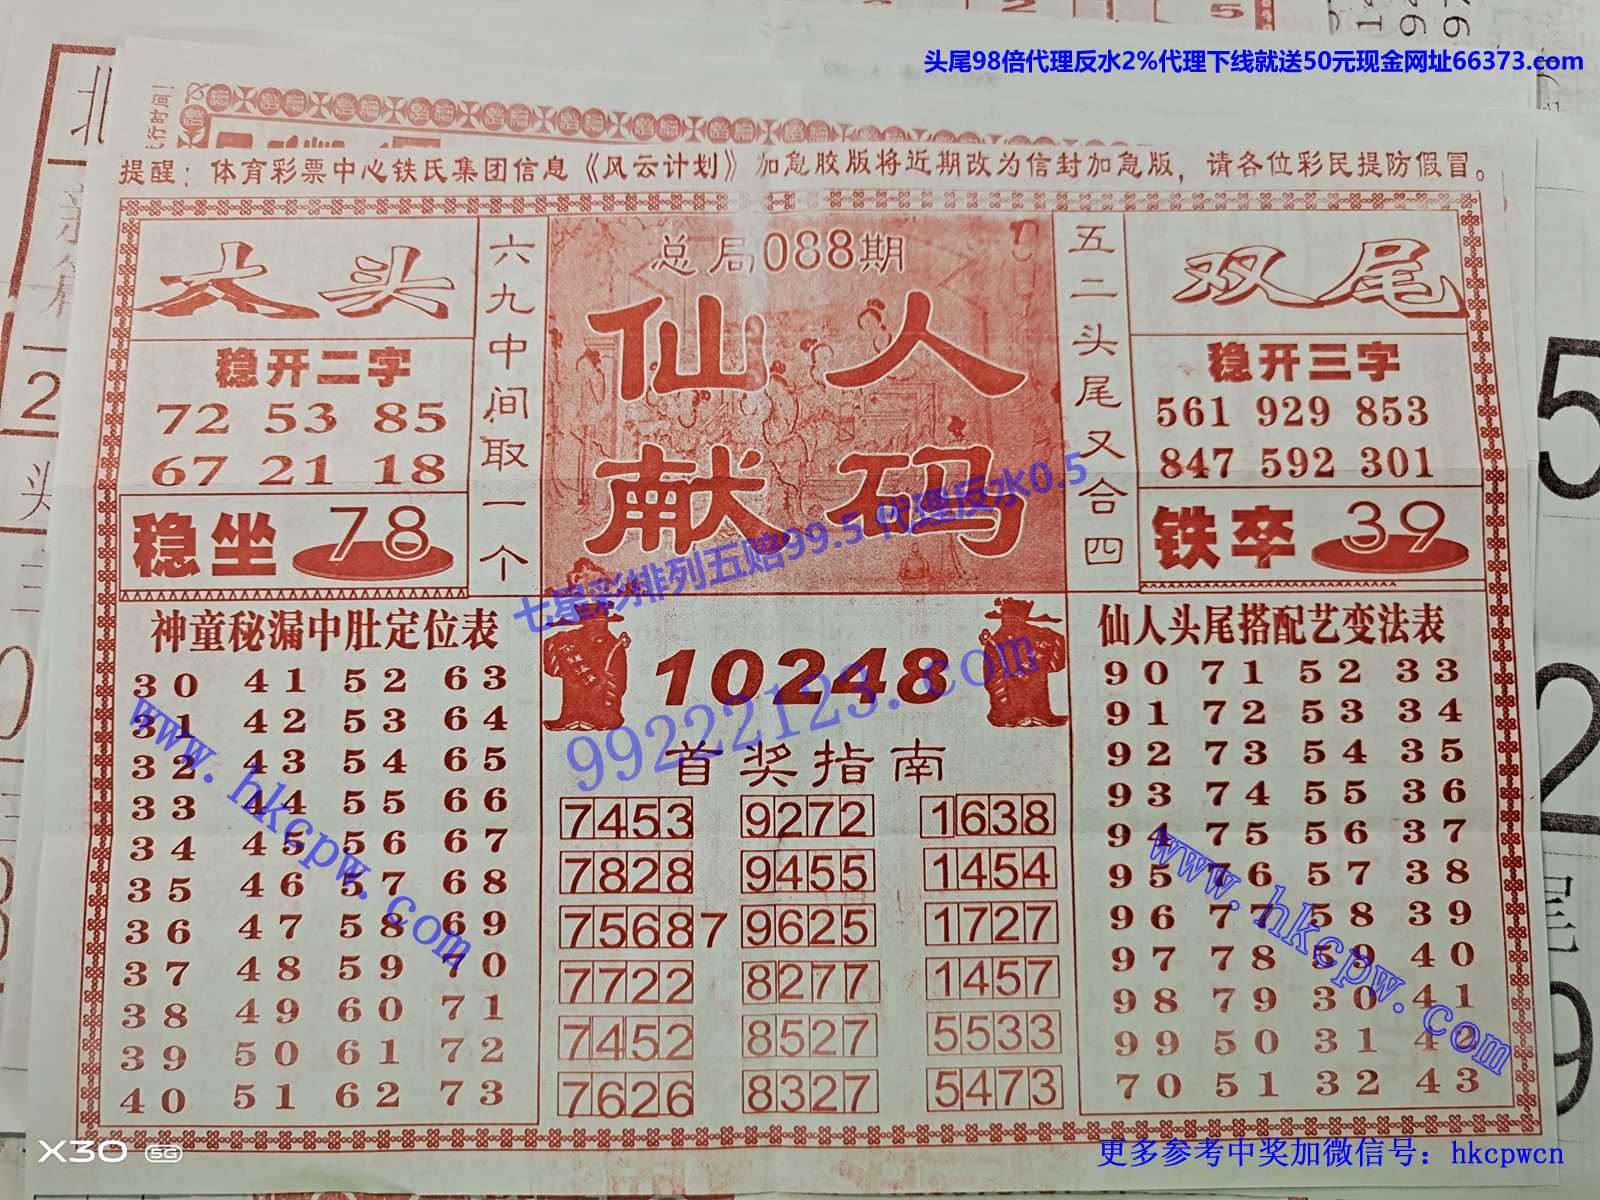 头尾98倍代理反水2%代理下线就送50元现金网址66373.com
提醒：体育彩票中心铁氏集团信息《风云计划》加急胶版将近期改为信封加急版，请各位彩民提防假冒。
大头
稳开二字
72 53 85
67 21 18
稳坐 78
六九中间取一个
总局088期
仙人
献码
五二头尾又合四
双尾
稳开三字
561 929 853
847 592 301
铁卒 39
七星彩排列五赔99.5 代理反水0.5
神童秘漏中肚定位表
30 41 52 63
31 42 53 64
32 43 54 65
33 44 55 66
34 45 56 67
35 46 57 68
36 47 58 69
37 48 59 70
38 49 60 71
39 50 61 72
40 51 62 73
www.hkcpw.com
10248
99222123.com
首奖指南
7453 9272 1638
7828 9455 1454
75687 9625 1727
7722 8277 1457
7452 8527 5533
7626 8327 5473
仙人头尾搭配艺变法表
90 71 52 33
91 72 53 34
92 73 54 35
93 74 55 36
94 75 56 37
95 76 57 38
96 77 58 39
97 78 59 40
98 79 30 41
99 50 31 42
70 51 32 43
www.hkcpw.com
X30 5G
更多参考中奖加微信号：hkcpwcn